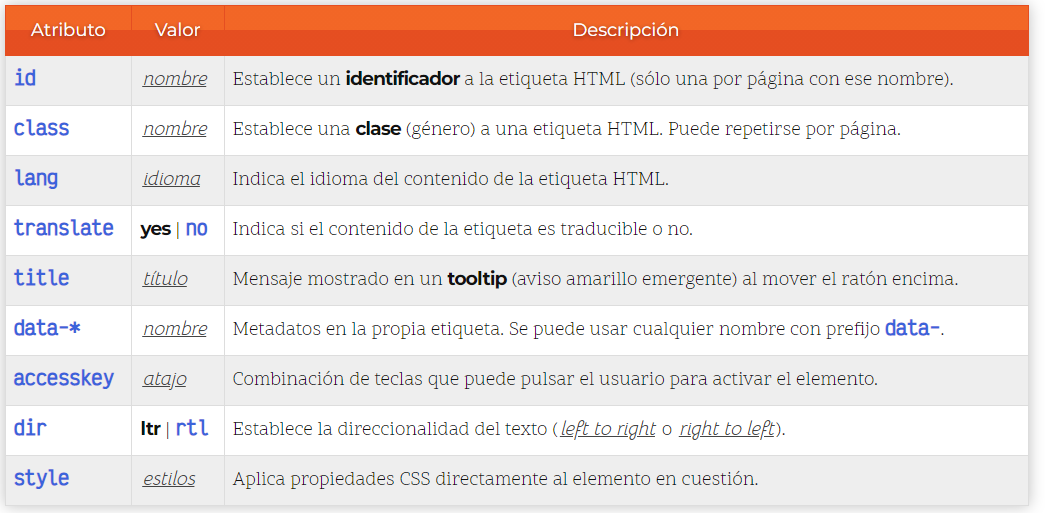 Atributo Valor Descripción
id nombre Establece un identificador a la etiqueta HTML (sólo una por página con ese nombre).
class nombre Establece una clase (género) a una etiqueta HTML. Puede repetirse por página.
lang idioma Indica el idioma del contenido de la etiqueta HTML.
translate yes | no Indica si el contenido de la etiqueta es traducible o no.
title título Mensaje mostrado en un tooltip (aviso amarillo emergente) al mover el ratón encima.
data-* nombre Metadatos en la propia etiqueta. Se puede usar cualquier nombre con prefijo data-.
accesskey atajo Combinación de teclas que puede pulsar el usuario para activar el elemento.
dir ltr | rtl Establece la direccionalidad del texto (left to right o right to left).
style estilos Aplica propiedades CSS directamente al elemento en cuestión.